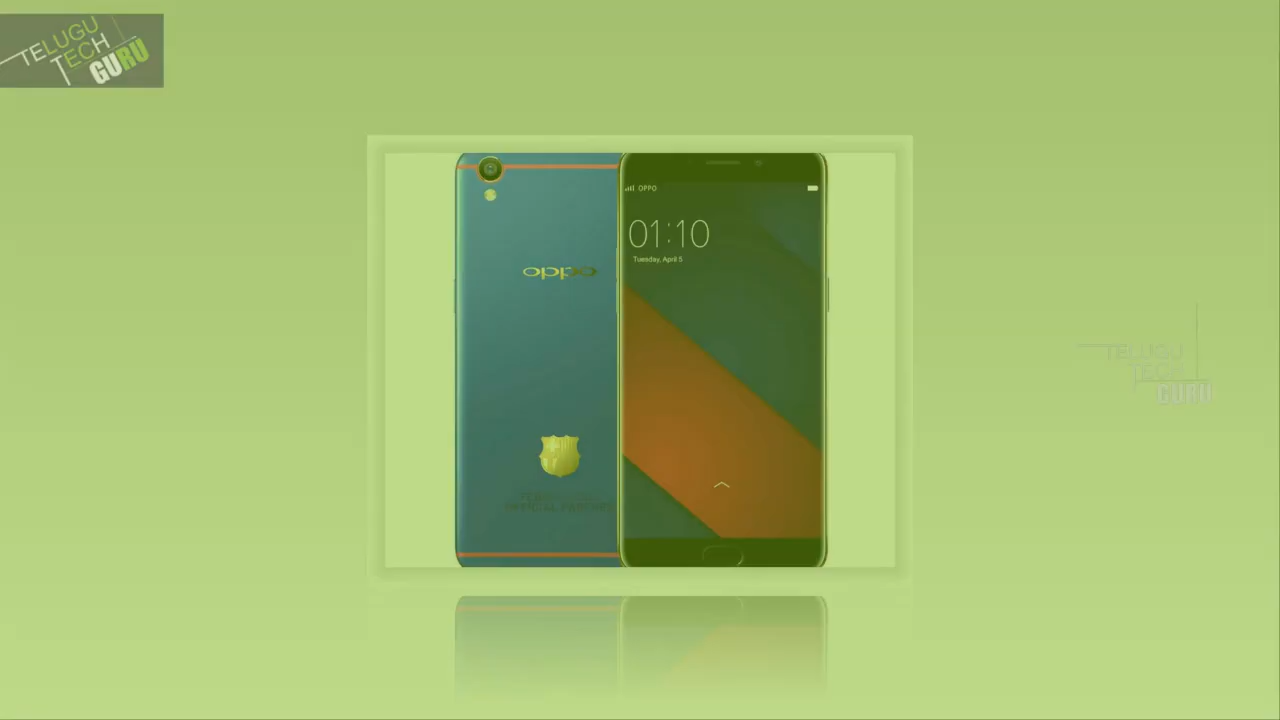 TELUGU
TECH
GURU
OPPO
01:10
Tuesday, April 5
oppo
TELUGU
TECH
GURU
OFFICIAL PARTNER